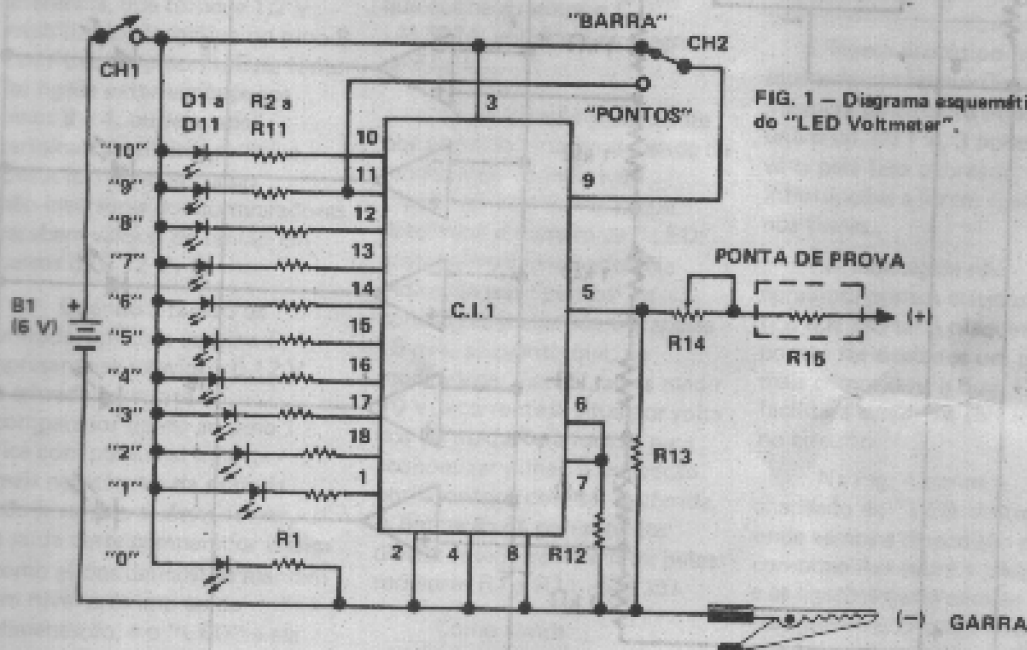 "BARRA"
CH2
CH1
3
"PONTOS"
FIG. 1 — Diagrama esquemáti
do "LED Voltmeter".
D1 a
D11
R2 a
R11
10
"10"
11
"9"
9
12
"8"
13
"7"
PONTA DE PROVA
14
"6"
5
C.I.1
(+)
B1
(6 V)
+
15
"5"
R14
R15
16
"4"
17
"3"
6
18
"2"
R13
1
"1"
7
R1
2
4
8
R12
"0"
(—)
GARRA